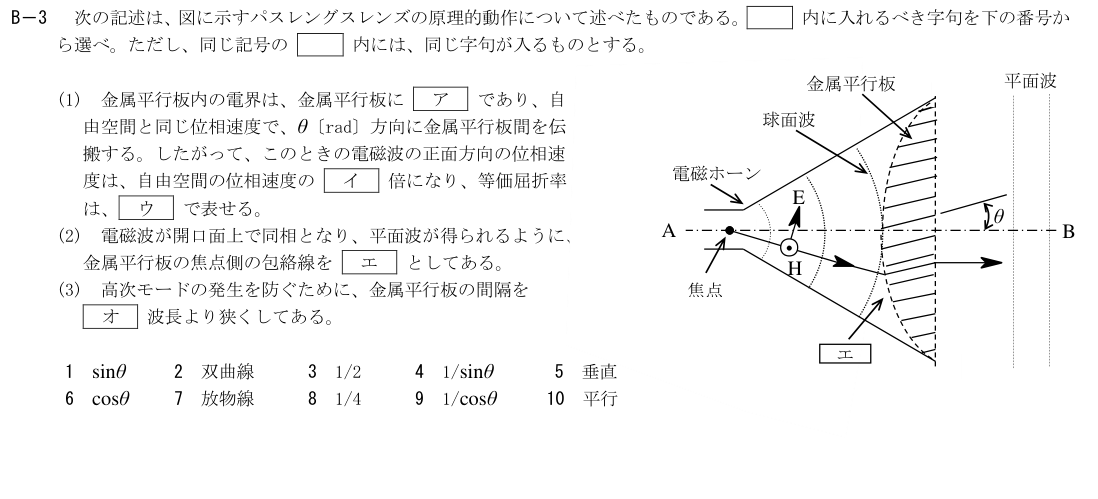 B－3　次の記述は、図に示すパスレングスレンズの原理的動作について述べたものである。　　内に入れるべき字句を下の番号か
ら選べ。ただし、同じ記号の　　内には、同じ字句が入るものとする。
(1)　金属平行板内の電界は、金属平行板に ア であり、自
由空間と同じ位相速度で、θ〔rad〕方向に金属平行板間を伝
搬する。したがって、このときの電磁波の正面方向の位相速
度は、自由空間の位相速度の イ 倍になり、等価屈折率
は、ウ で表せる。
(2)　電磁波が開口面上で同相となり、平面波が得られるように、
金属平行板の焦点側の包絡線を エ としてある。
(3)　高次モードの発生を防ぐために、金属平行板の間隔を
オ 波長より狭くしてある。
1 sinθ　2 双曲線　3 1/2　4 1/sinθ　5 垂直
6 cosθ　7 放物線　8 1/4　9 1/cosθ　10 平行
平面波
金属平行板
球面波
電磁ホーン
E
θ
A
B
H
焦点
エ